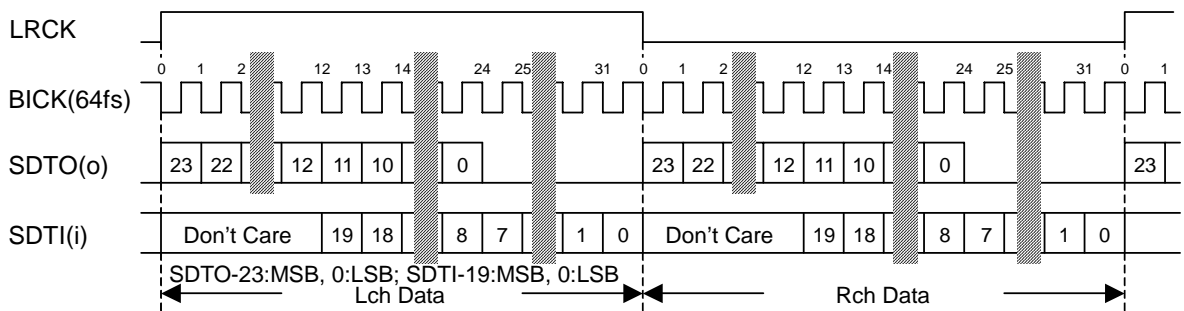 LRCK
0 1 2 12 13 14 24 25 31 0 1 2 12 13 14 24 25 31 0 1
BICK(64fs)
SDTO(o) 23 22 12 11 10 0 23 22 12 11 10 0 23
SDTI(i) Don't Care 19 18 8 7 1 0 Don't Care 19 18 8 7 1 0
SDTO-23:MSB, 0:LSB; SDTI-19:MSB, 0:LSB
Lch Data Rch Data